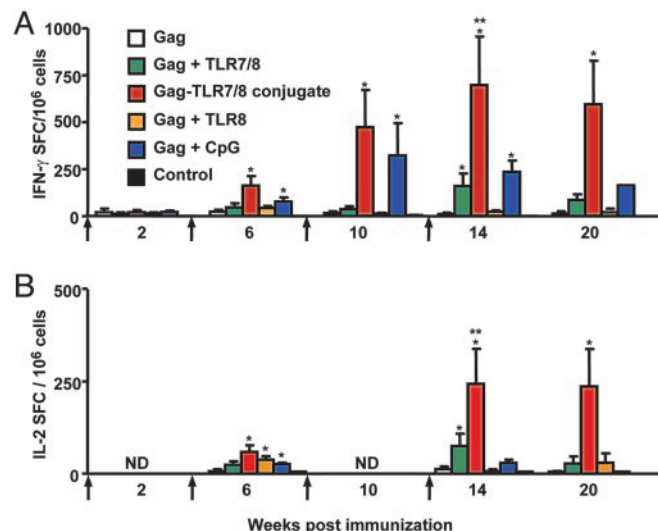 A
IFN-γ SFC/10⁶ cells
1000
750
500
250
0
Gag
Gag + TLR7/8
Gag-TLR7/8 conjugate
Gag + TLR8
Gag + CpG
Control
*
*
*
*
*
**
*
*
*
2
6
10
14
20
B
IL-2 SFC / 10⁶ cells
500
250
0
ND
*
*
*
ND
*
**
*
*
2
6
10
14
20
Weeks post immunization